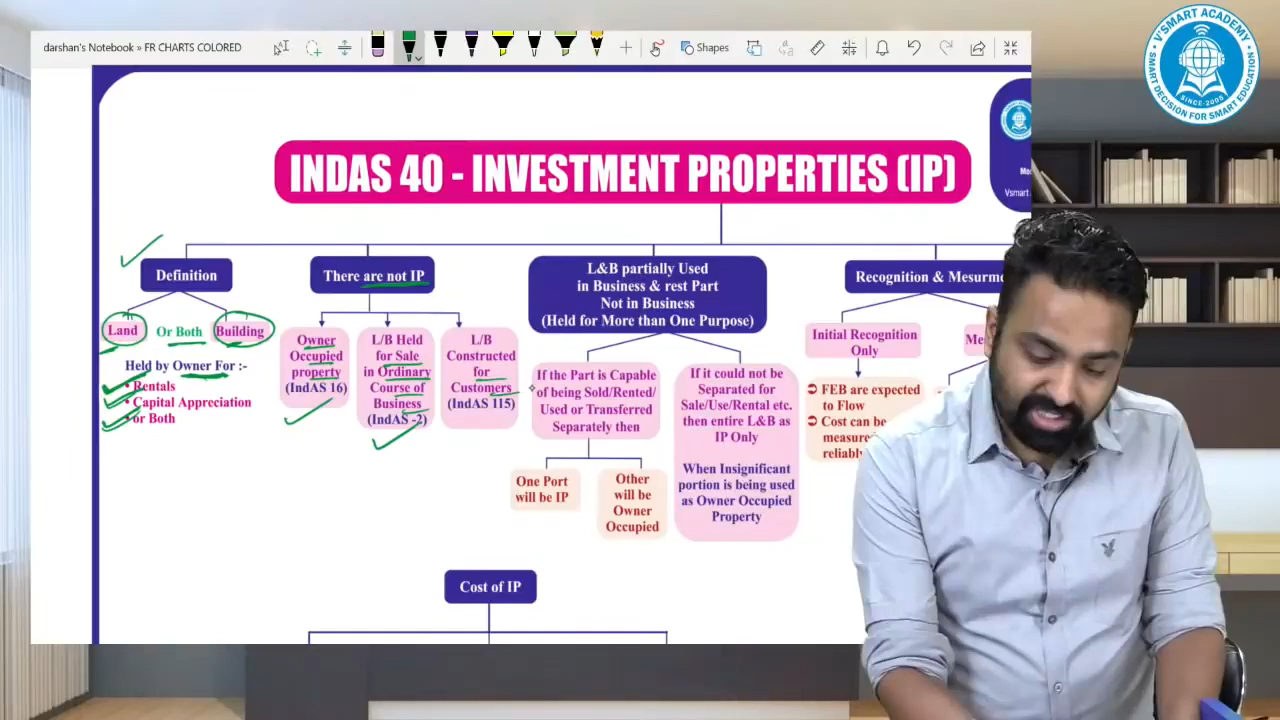 darshan's Notebook » FR CHARTS COLORED
Shapes
V'SMART ACADEMY
SMART DECISION FOR SMART EDUCATION
SINCE-2005
INDAS 40 - INVESTMENT PROPERTIES (IP)
Vsmart
Definition
Land
Or Both
Building
Held by Owner For :-
• Rentals
• Capital Appreciation
• or Both
There are not IP
Owner
Occupied
property
(IndAS 16)
L/B Held
for Sale
in Ordinary
Course of
Business
(IndAS -2)
L/B
Constructed
for
Customers
(IndAS 115)
L&B partially Used
in Business & rest Part
Not in Business
(Held for More than One Purpose)
If the Part is Capable
of being Sold/Rented/
Used or Transferred
Separately then
One Port
will be IP
Other
will be
Owner
Occupied
If it could not be
Separated for
Sale/Use/Rental etc.
then entire L&B as
IP Only
When Insignificant
portion is being used
as Owner Occupied
Property
Recognition & Mesurm
Initial Recognition
Only
Me
FEB are expected
to Flow
Cost can be
measure
reliably
Cost of IP